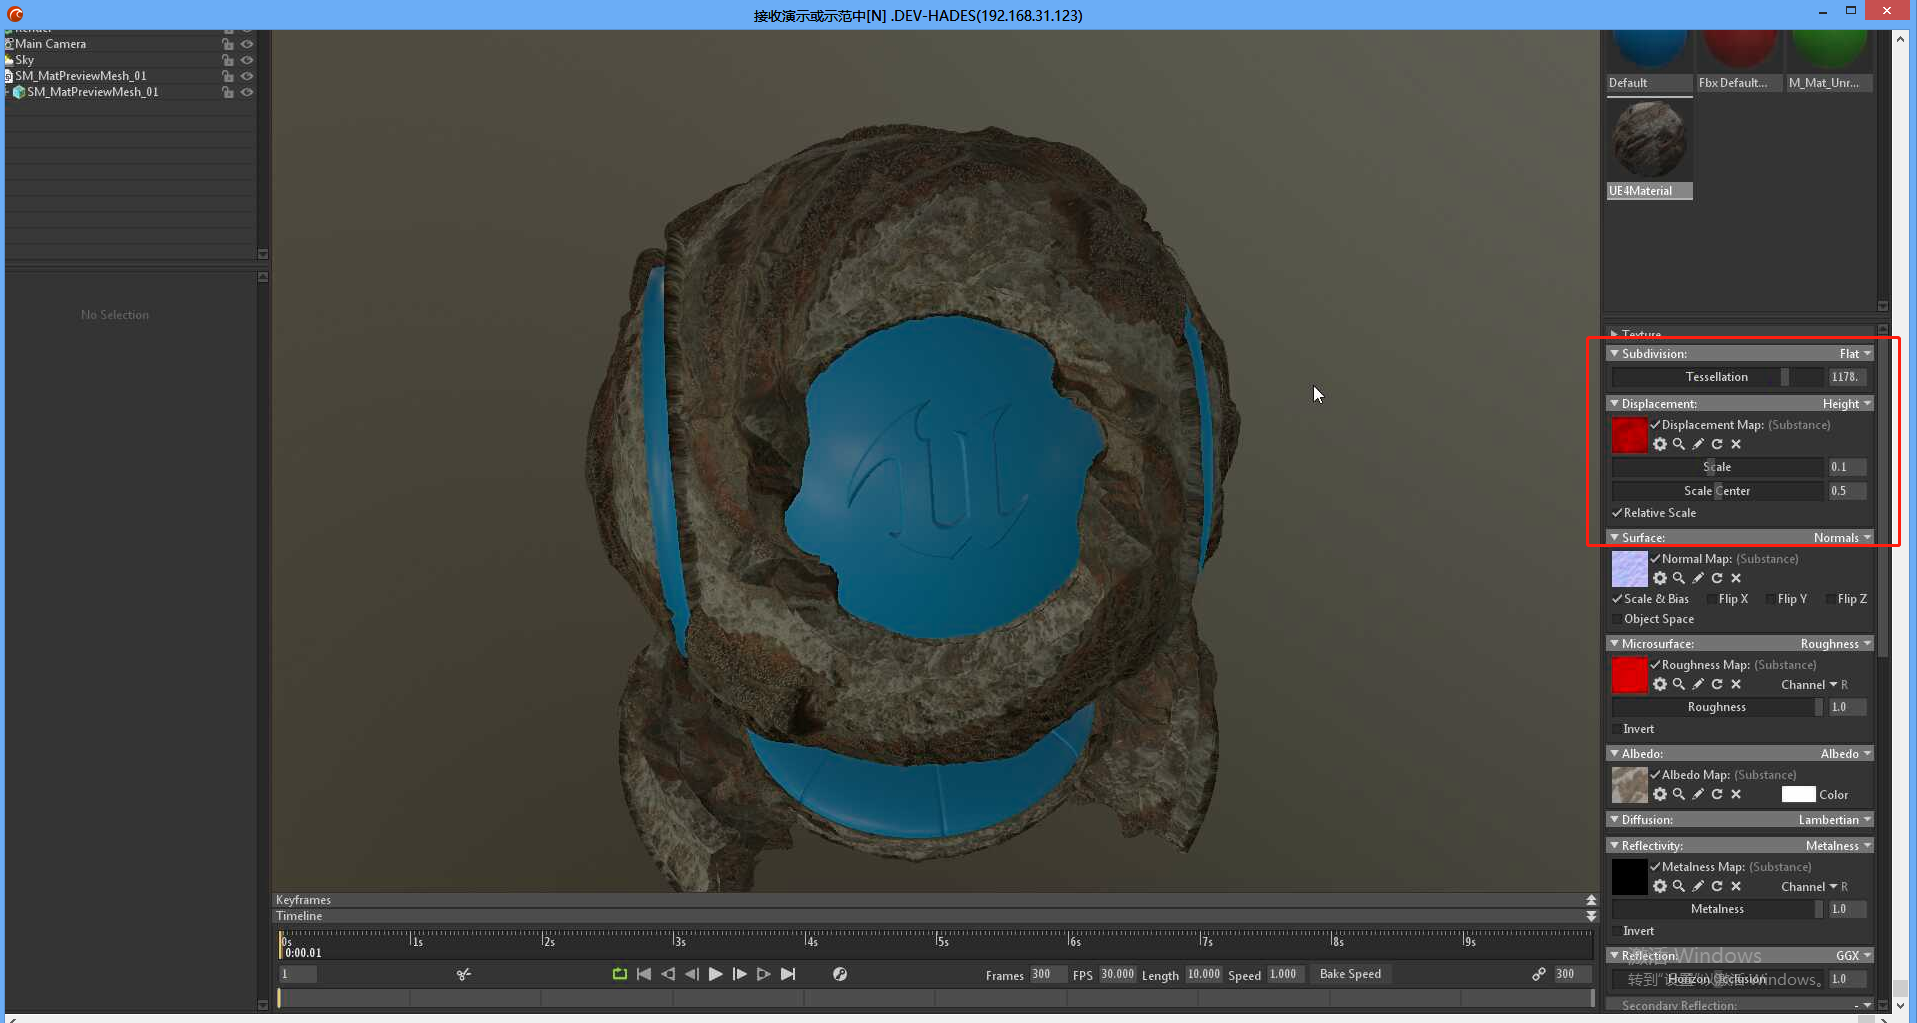 接收演示或示范中[N] .DEV-HADES(192.168.31.123)
Render
Main Camera
Sky
SM_MatPreviewMesh_01
SM_MatPreviewMesh_01
No Selection
Default
Fbx Default...
M_Mat_Unr...
UE4Material
Texture
Subdivision: Flat
Tessellation 1178.
Displacement: Height
Displacement Map: (Substance)
Scale 0.1
Scale Center 0.5
Relative Scale
Surface: Normals
Normal Map: (Substance)
Scale & Bias Flip X Flip Y Flip Z
Object Space
Microsurface: Roughness
Roughness Map: (Substance)
Channel R
Roughness 1.0
Invert
Albedo: Albedo
Albedo Map: (Substance)
Color
Diffusion: Lambertian
Reflectivity: Metalness
Metalness Map: (Substance)
Channel R
Metalness 1.0
Invert
激活 Windows
Reflection: GGX
转到"设置"以激活 Windows。
Horizon Occlusion 1.0
Secondary Reflection: -
Keyframes
Timeline
0s 1s 2s 3s 4s 5s 6s 7s 8s 9s
0:00.01
1
Frames 300 FPS 30.000 Length 10.000 Speed 1.000 Bake Speed 300